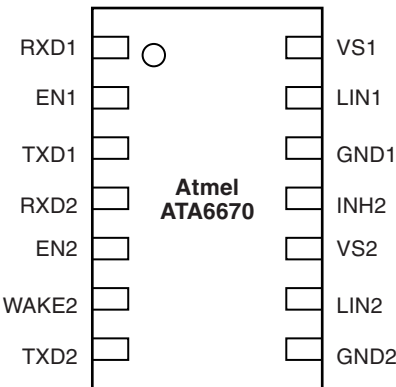 RXD1
EN1
TXD1
RXD2
EN2
WAKE2
TXD2
Atmel
ATA6670
VS1
LIN1
GND1
INH2
VS2
LIN2
GND2